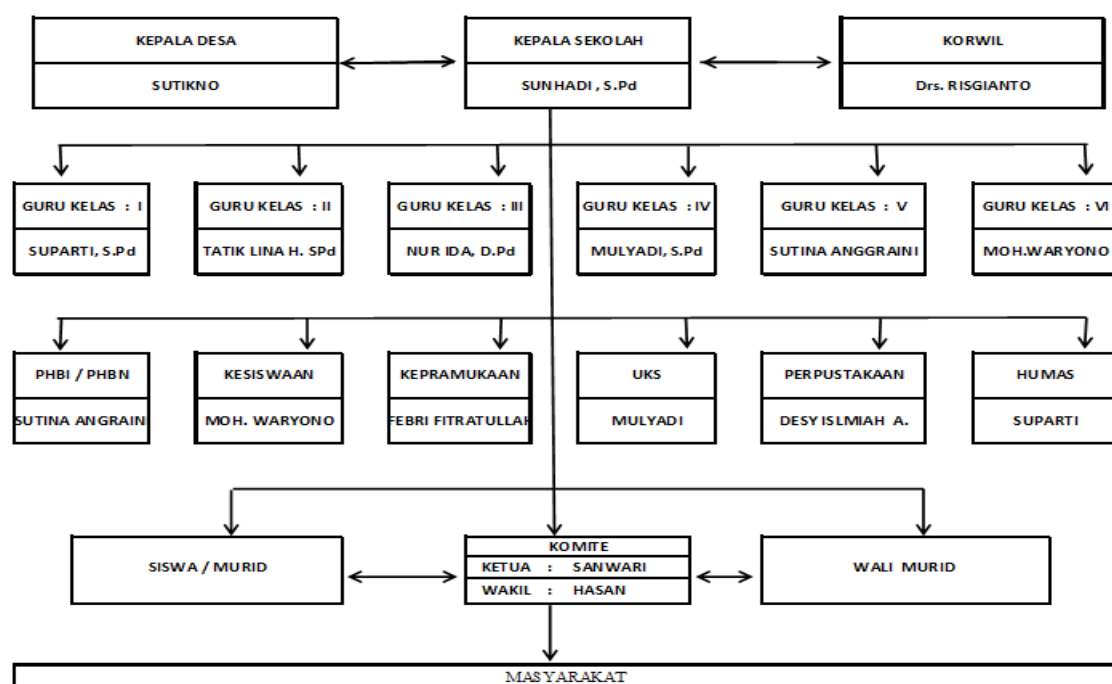 KEPALA DESA
SUTIKNO
KEPALA SEKOLAH
SUNHADI , S.Pd
KORWIL
Drs. RISGIANTO
GURU KELAS : I
SUPARTI, S.Pd
GURU KELAS : II
TATIK LINA H. SPd
GURU KELAS : III
NUR IDA, D.Pd
GURU KELAS : IV
MULYADI, S.Pd
GURU KELAS : V
SUTINA ANGGRAINI
GURU KELAS : VI
MOH.WARYONO
PHBI / PHBN
SUTINA ANGRAIN
KESISWAAN
MOH. WARYONO
KEPRAMUKAAN
FEBRI FITRATULLAH
UKS
MULYADI
PERPUSTAKAAN
DESY ISLMIAH A.
HUMAS
SUPARTI
SISWA / MURID
KOMITE
KETUA : SANWARI
WAKIL : HASAN
WALI MURID
MASYARAKAT